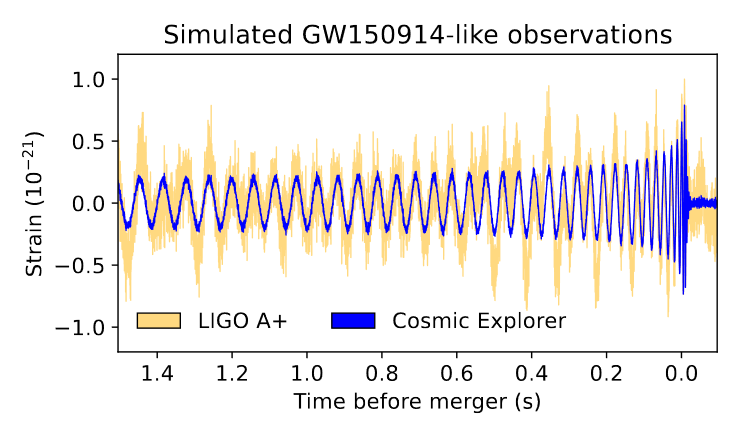 Simulated GW150914-like observations
Strain (10⁻²¹)
1.0
0.5
0.0
−0.5
−1.0
LIGO A+ Cosmic Explorer
1.4 1.2 1.0 0.8 0.6 0.4 0.2 0.0
Time before merger (s)